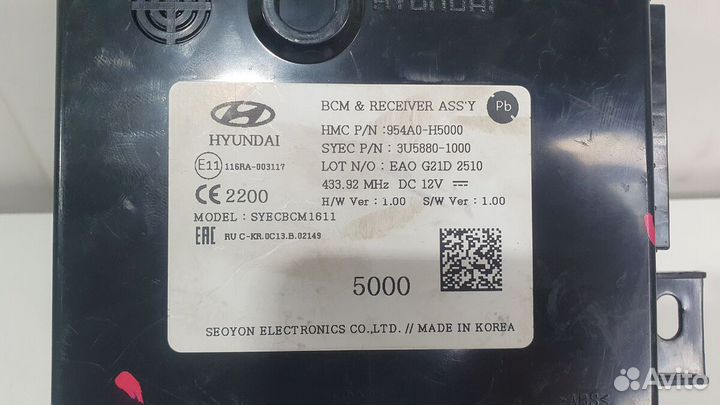 HYUNDAI
BCM & RECEIVER ASS'Y
Pb
HYUNDAI
HMC P/N :954A0-H5000
SYEC P/N : 3U5880-1000
E11 116RA-003117
LOT N/O : EAO G21D 2510
433.92 MHz DC 12V
CE 2200
H/W Ver : 1.00 S/W Ver : 1.00
MODEL : SYECBCM1611
EAC RU C-KR.0C13.B.02149
5000
SEOYON ELECTRONICS CO.,LTD. // MADE IN KOREA
>ABS<
Avito